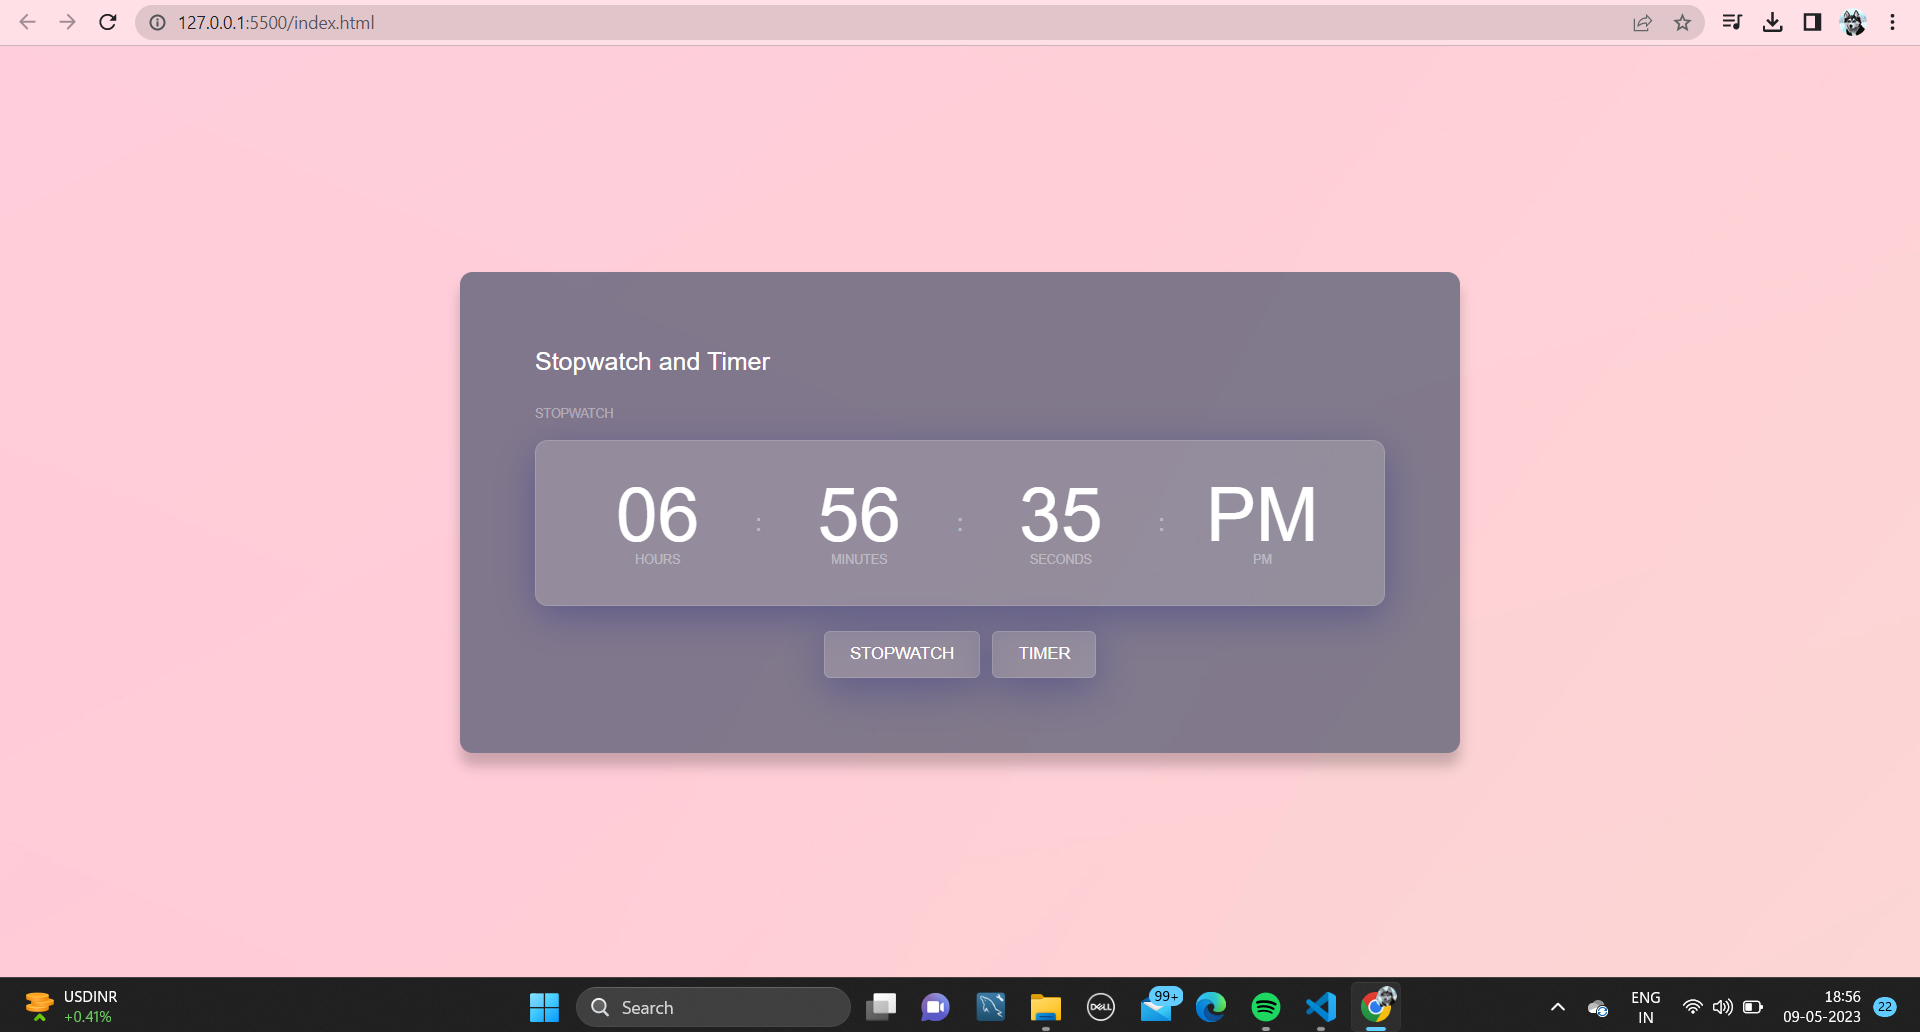 127.0.0.1:5500/index.html
Stopwatch and Timer
STOPWATCH
06 : 56 : 35 : PM
HOURS MINUTES SECONDS PM
STOPWATCH TIMER
USDINR
+0.41%
Search
DELL
99+
ENG
IN
18:56
09-05-2023
22